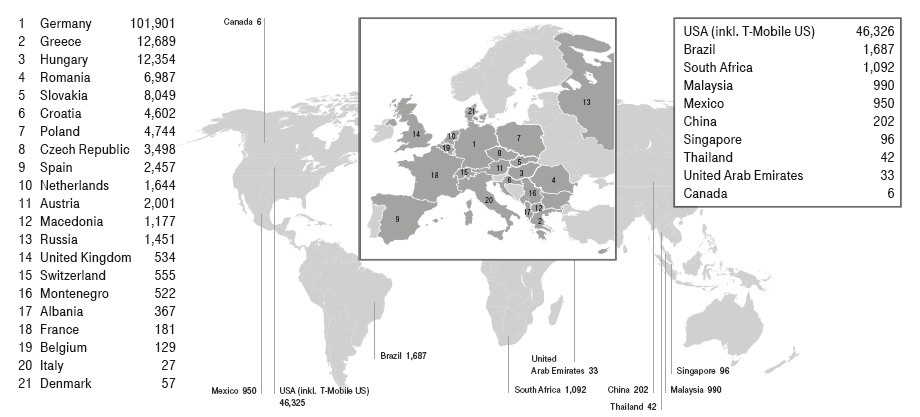 1 Germany 101,901
2 Greece 12,689
3 Hungary 12,354
4 Romania 6,987
5 Slovakia 8,049
6 Croatia 4,602
7 Poland 4,744
8 Czech Republic 3,498
9 Spain 2,457
10 Netherlands 1,644
11 Austria 2,001
12 Macedonia 1,177
13 Russia 1,451
14 United Kingdom 534
15 Switzerland 555
16 Montenegro 522
17 Albania 367
18 France 181
19 Belgium 129
20 Italy 27
21 Denmark 57
Canada 6
Mexico 950
USA (inkl. T-Mobile US)
46,325
Brazil 1,687
13
21
14
10
19
1
7
8
5
18
15
11
3
6
4
16
20
12
17
2
9
United
Arab Emirates 33
South Africa 1,092
China 202
Thailand 42
Singapore 96
Malaysia 990
USA (inkl. T-Mobile US) 46,326
Brazil 1,687
South Africa 1,092
Malaysia 990
Mexico 950
China 202
Singapore 96
Thailand 42
United Arab Emirates 33
Canada 6